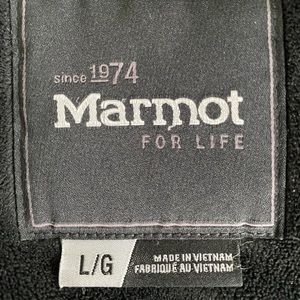 since 1974
Marmot
FOR LIFE
L/G
MADE IN VIETNAM
FABRIQUÉ AU VIETNAM